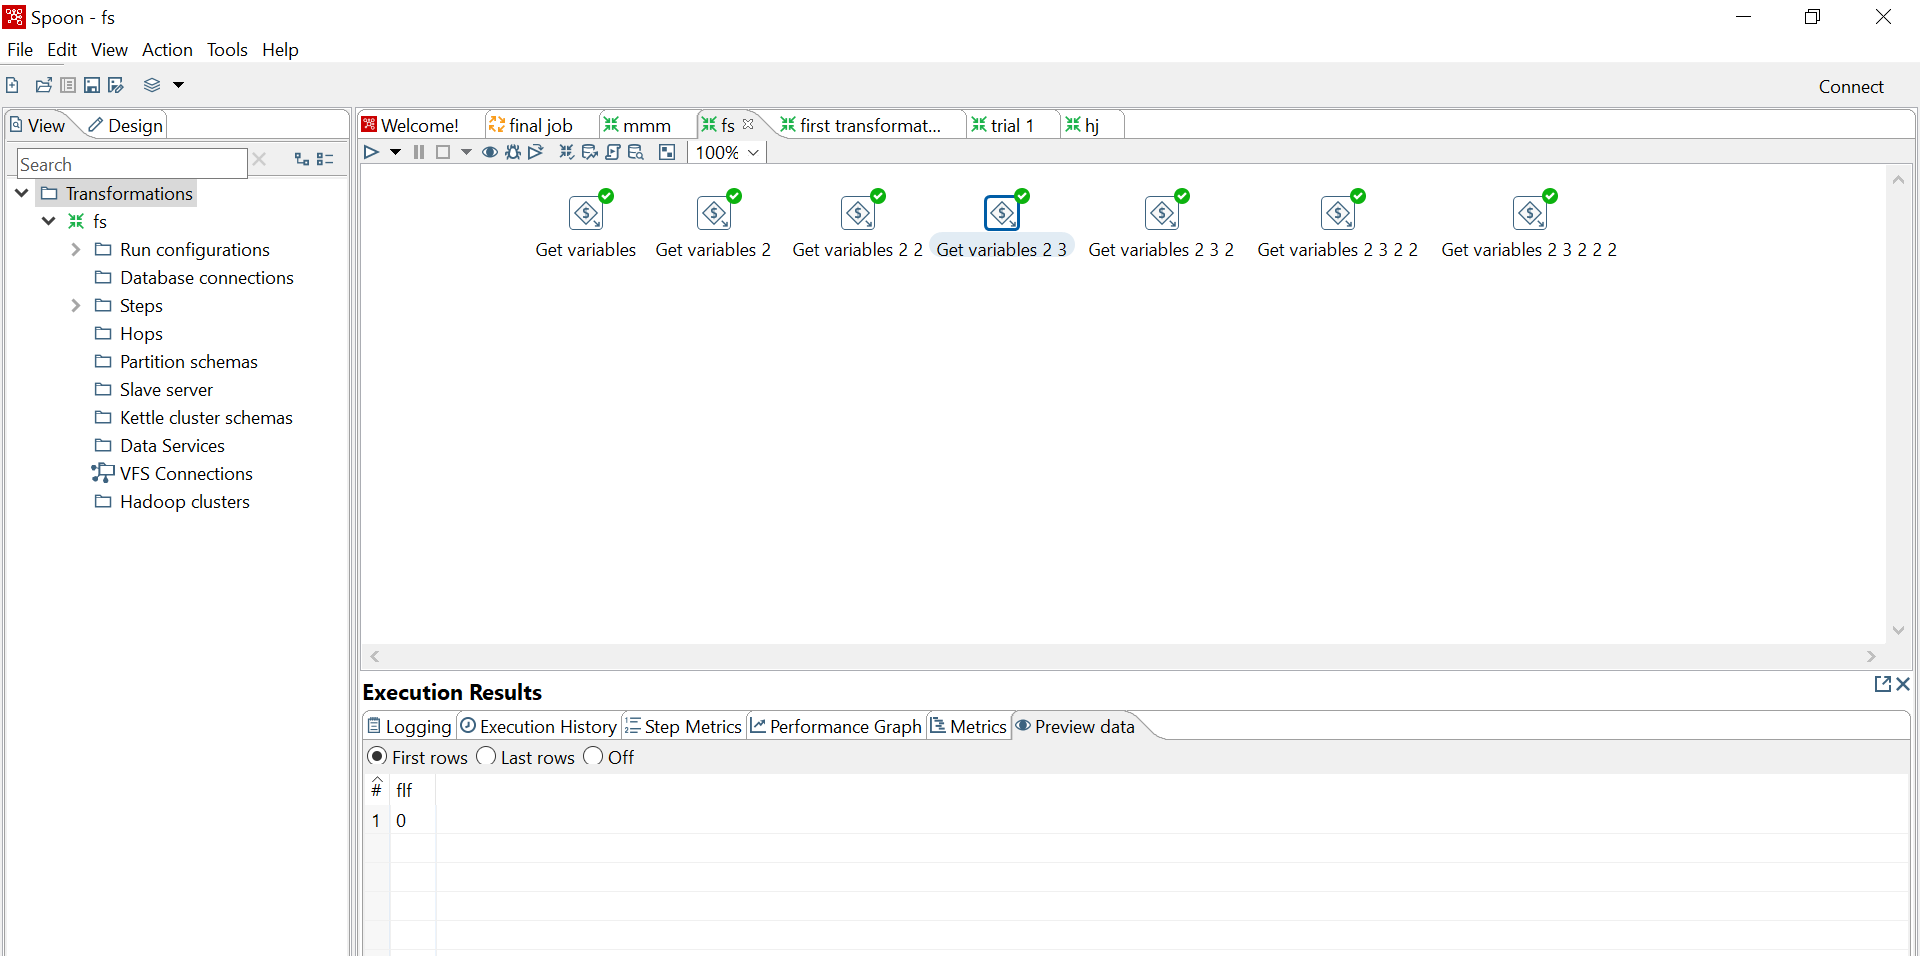 Spoon - fs
File Edit View Action Tools Help
Connect
View Design
Welcome! final job mmm fs first transformat... trial 1 hj
Search
100%
Transformations
fs
Run configurations
Database connections
Steps
Hops
Partition schemas
Slave server
Kettle cluster schemas
Data Services
VFS Connections
Hadoop clusters
Get variables Get variables 2 Get variables 2 2 Get variables 2 3 Get variables 2 3 2 Get variables 2 3 2 2 Get variables 2 3 2 2 2
Execution Results
Logging Execution History Step Metrics Performance Graph Metrics Preview data
First rows Last rows Off
# flf
1 0